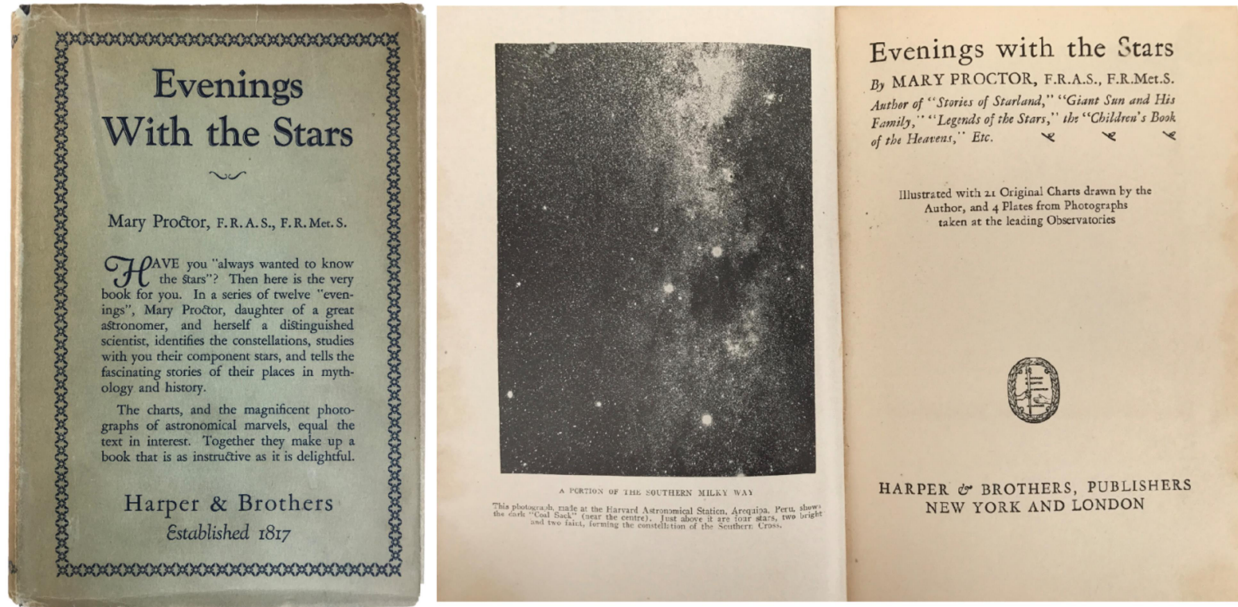 Evenings
With the Stars
Mary Proctor, F.R.A.S., F.R.Met.S.
HAVE you "always wanted to know
the stars"? Then here is the very
book for you. In a series of twelve "even-
ings", Mary Proctor, daughter of a great
astronomer, and herself a distinguished
scientist, identifies the constellations, studies
with you their component stars, and tells the
fascinating stories of their places in myth-
ology and history.
The charts, and the magnificent photo-
graphs of astronomical marvels, equal the
text in interest. Together they make up a
book that is as instructive as it is delightful.
Harper & Brothers
Established 1817
A PORTION OF THE SOUTHERN MILKY WAY
This photograph, made at the Harvard Astronomical Station, Arequipa, Peru, shows
the dark "Coal Sack" (near the centre). Just above it are four stars, two bright
and two faint, forming the constellation of the Southern Cross.
Evenings with the Stars
By MARY PROCTOR, F.R.A.S., F.R.Met.S.
Author of "Stories of Starland," "Giant Sun and His
Family," "Legends of the Stars," the "Children's Book
of the Heavens," Etc.
Illustrated with 21 Original Charts drawn by the
Author, and 4 Plates from Photographs
taken at the leading Observatories
HARPER & BROTHERS, PUBLISHERS
NEW YORK AND LONDON